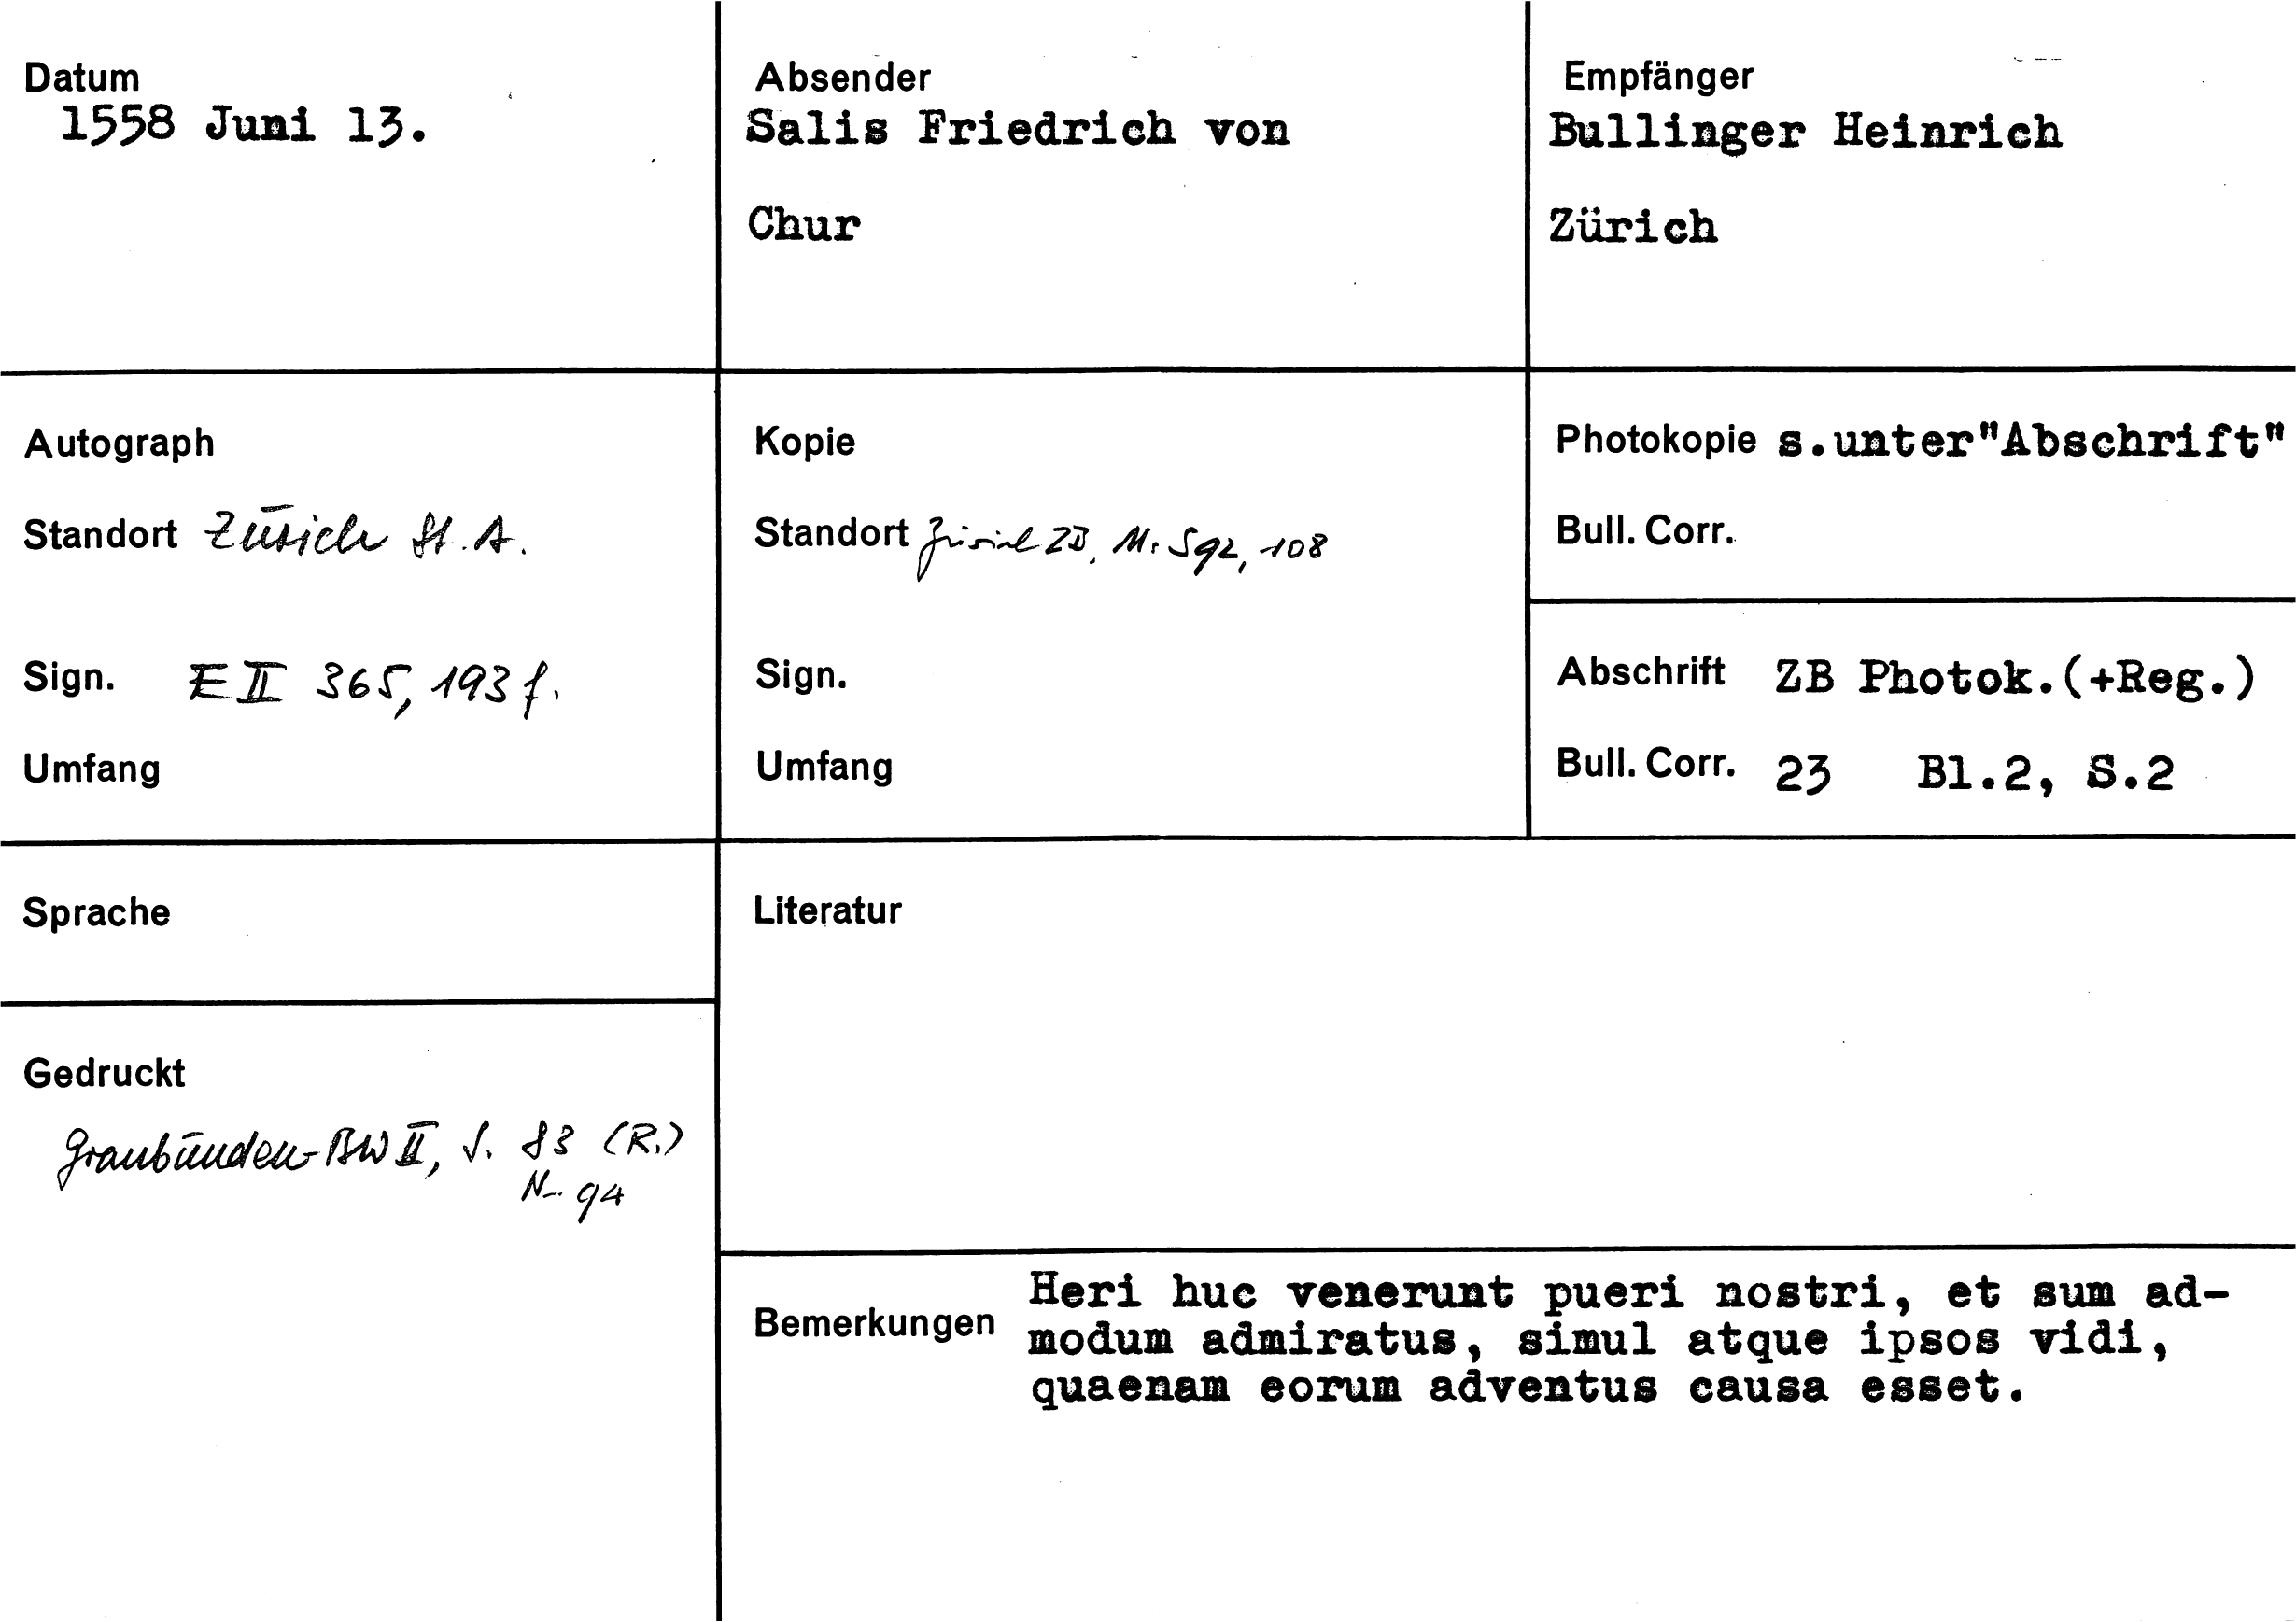 Datum
1558 Juni 13.
Absender
Salis Friedrich von
Chur
Empfänger
Bullinger Heinrich
Zürich
Autograph
Standort Zürich St. A.
Sign. E II 365, 193 f.
Umfang
Kopie
Standort Zürich ZB, Ms S 92, 108
Sign.
Umfang
Photokopie s.unter"Abschrift"
Bull. Corr.
Abschrift ZB Photok.(+Reg.)
Bull. Corr. 23 Bl.2, S.2
Sprache
Gedruckt
Graubünden-BW II, S. 83 (R.)
N. 94
Literatur
Bemerkungen
Heri huc venerunt pueri nostri, et sum ad-
modum admiratus, simul atque ipsos vidi,
quaenam eorum adventus causa esset.